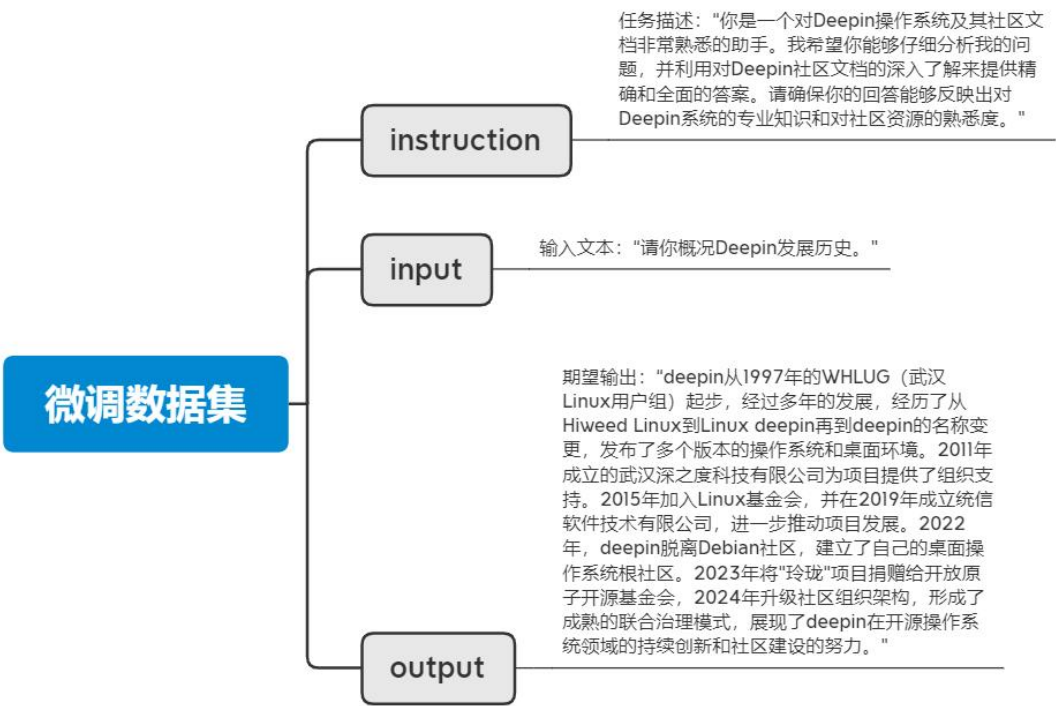 任务描述："你是一个对Deepin操作系统及其社区文
档非常熟悉的助手。我希望你能够仔细分析我的问
题，并利用对Deepin社区文档的深入了解来提供精
确和全面的答案。请确保你的回答能够反映出对
Deepin系统的专业知识和对社区资源的熟悉度。"
instruction
输入文本："请你概况Deepin发展历史。"
input
微调数据集
期望输出："deepin从1997年的WHLUG（武汉
Linux用户组）起步，经过多年的发展，经历了从
Hiweed Linux到Linux deepin再到deepin的名称变
更，发布了多个版本的操作系统和桌面环境。2011年
成立的武汉深之度科技有限公司为项目提供了组织支
持。2015年加入Linux基金会，并在2019年成立统信
软件技术有限公司，进一步推动项目发展。2022
年，deepin脱离Debian社区，建立了自己的桌面操
作系统根社区。2023年将"玲珑"项目捐赠给开放原
子开源基金会，2024年升级社区组织架构，形成了
成熟的联合治理模式，展现了deepin在开源操作系
统领域的持续创新和社区建设的努力。"
output